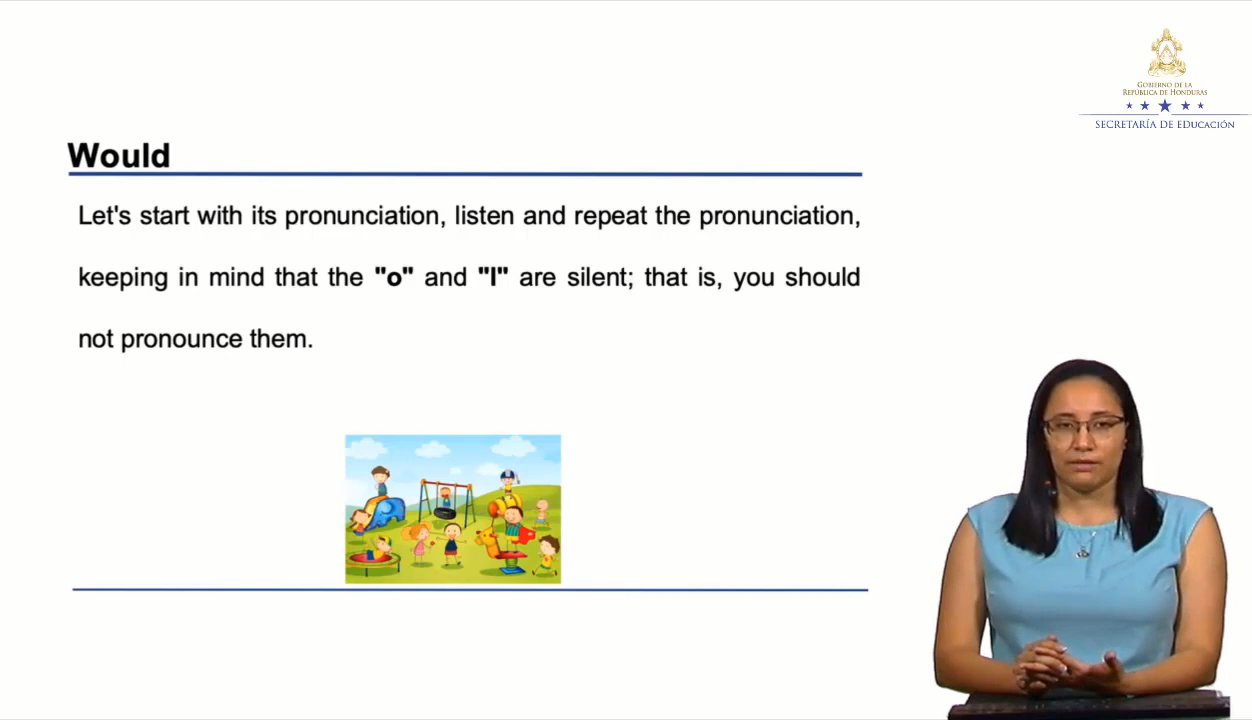 GOBIERNO DE LA
REPÚBLICA DE HONDURAS
SECRETARÍA DE EDUCACIÓN
Would
Let's start with its pronunciation, listen and repeat the pronunciation,
keeping in mind that the "o" and "l" are silent; that is, you should
not pronounce them.